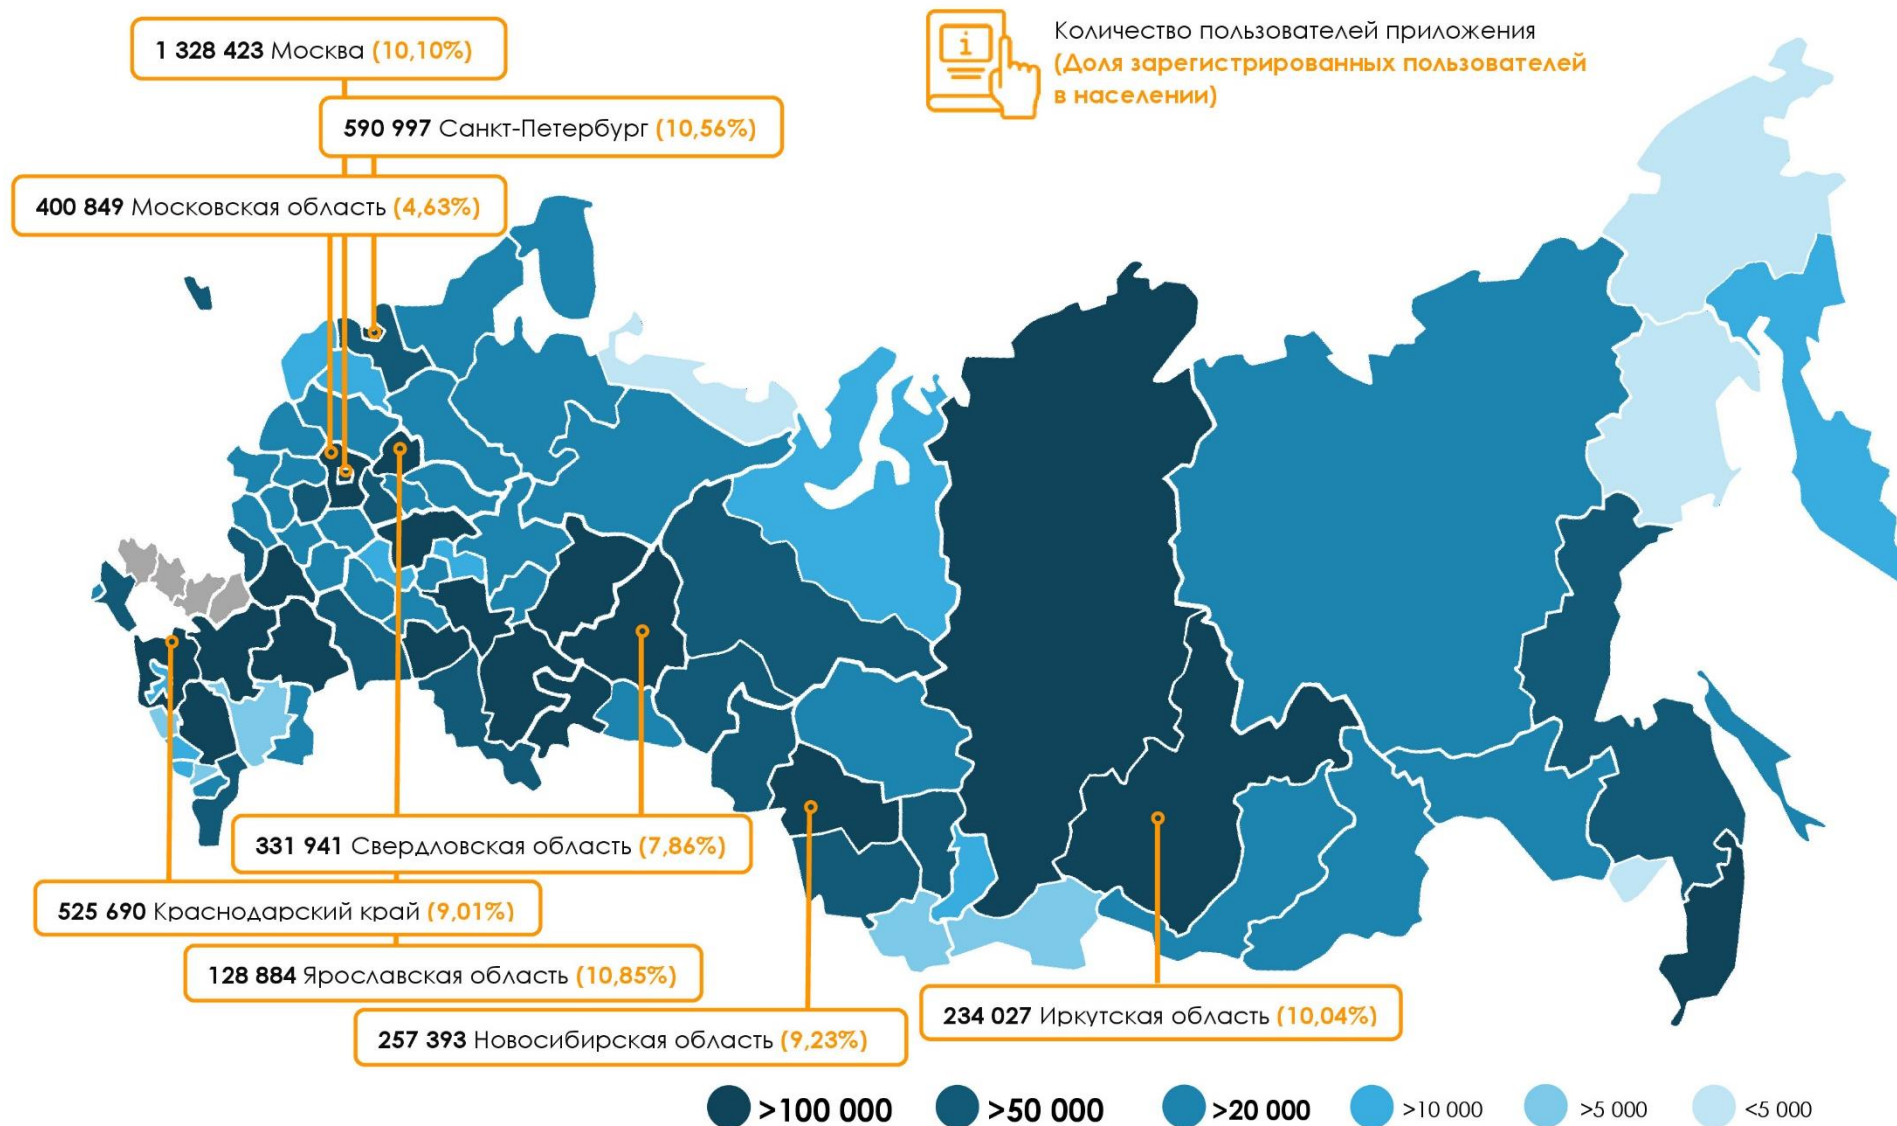 1 328 423 Москва (10,10%)
Количество пользователей приложения
(Доля зарегистрированных пользователей
в населении)
590 997 Санкт-Петербург (10,56%)
400 849 Московская область (4,63%)
331 941 Свердловская область (7,86%)
525 690 Краснодарский край (9,01%)
128 884 Ярославская область (10,85%)
257 393 Новосибирская область (9,23%)
234 027 Иркутская область (10,04%)
>100 000 >50 000 >20 000 >10 000 >5 000 <5 000